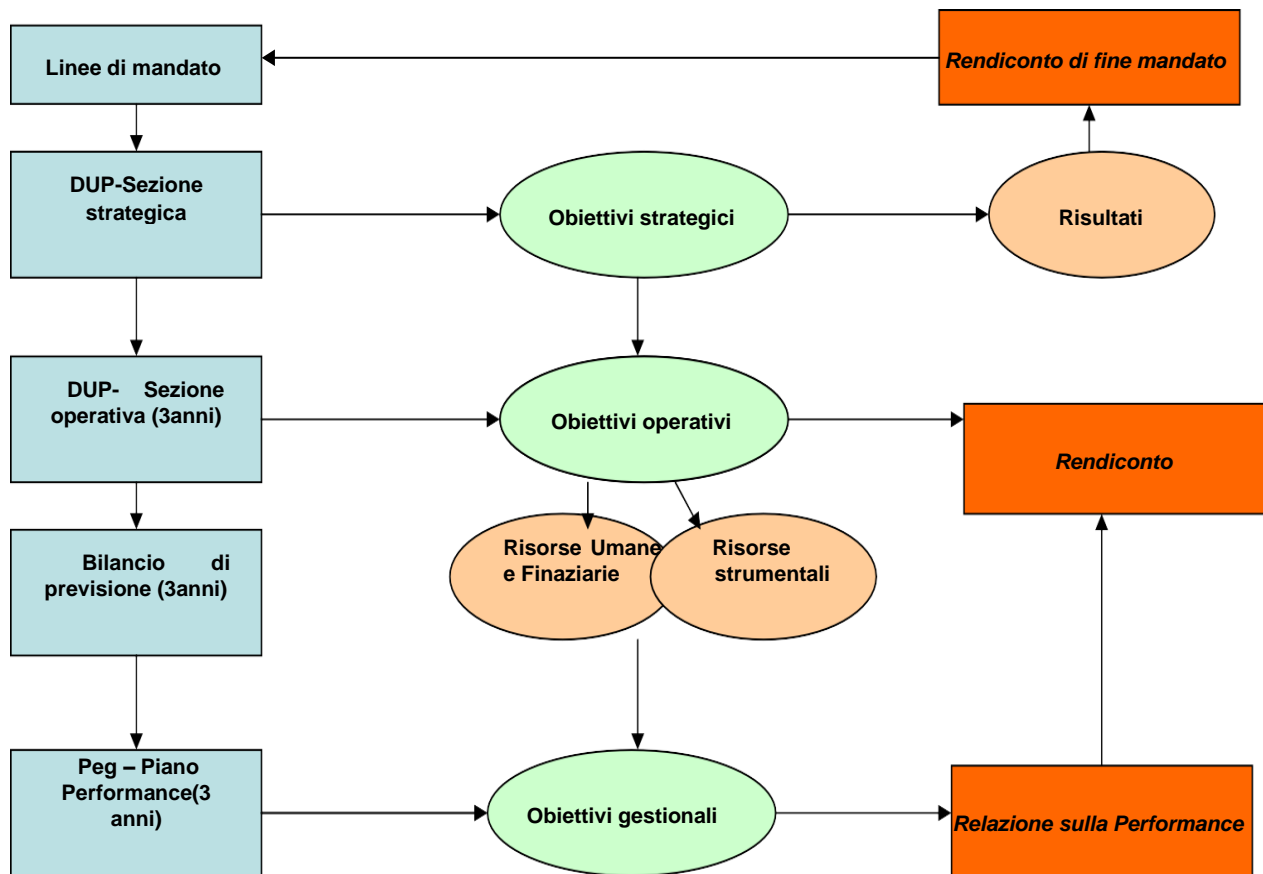 Linee di mandato
Rendiconto di fine mandato
DUP-Sezione
strategica
Obiettivi strategici
Risultati
DUP- Sezione
operativa (3anni)
Obiettivi operativi
Rendiconto
Bilancio di
previsione (3anni)
Risorse Umane
e Finaziarie
Risorse
strumentali
Peg – Piano
Performance(3
anni)
Obiettivi gestionali
Relazione sulla Performance